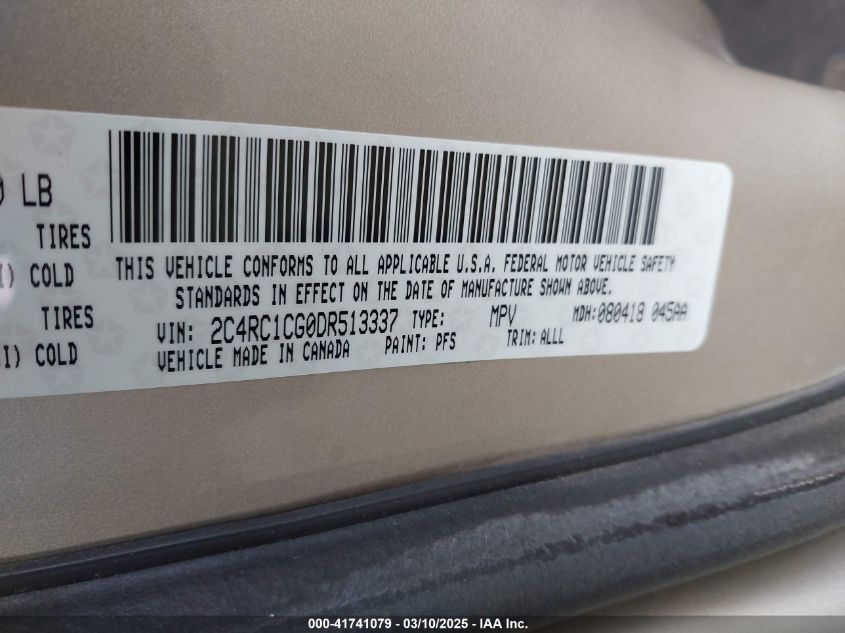 LB
TIRES
COLD
TIRES
COLD
THIS VEHICLE CONFORMS TO ALL APPLICABLE U.S.A. FEDERAL MOTOR VEHICLE SAFETY
STANDARDS IN EFFECT ON THE DATE OF MANUFACTURE SHOWN ABOVE.
VIN: 2C4RC1CG0DR513337 TYPE: MPV MDH:080418 045AA
VEHICLE MADE IN CANADA PAINT: PFS TRIM: ALLL
000-41741079 — 03/10/2025 — IAA Inc.